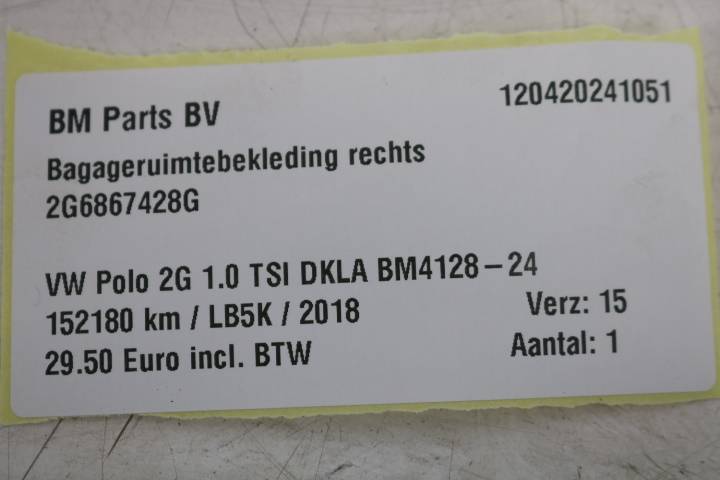 BM Parts BV 120420241051
Bagageruimtebekleding rechts
2G6867428G
VW Polo 2G 1.0 TSI DKLA BM4128-24
152180 km / LB5K / 2018 Verz: 15
29.50 Euro incl. BTW Aantal: 1